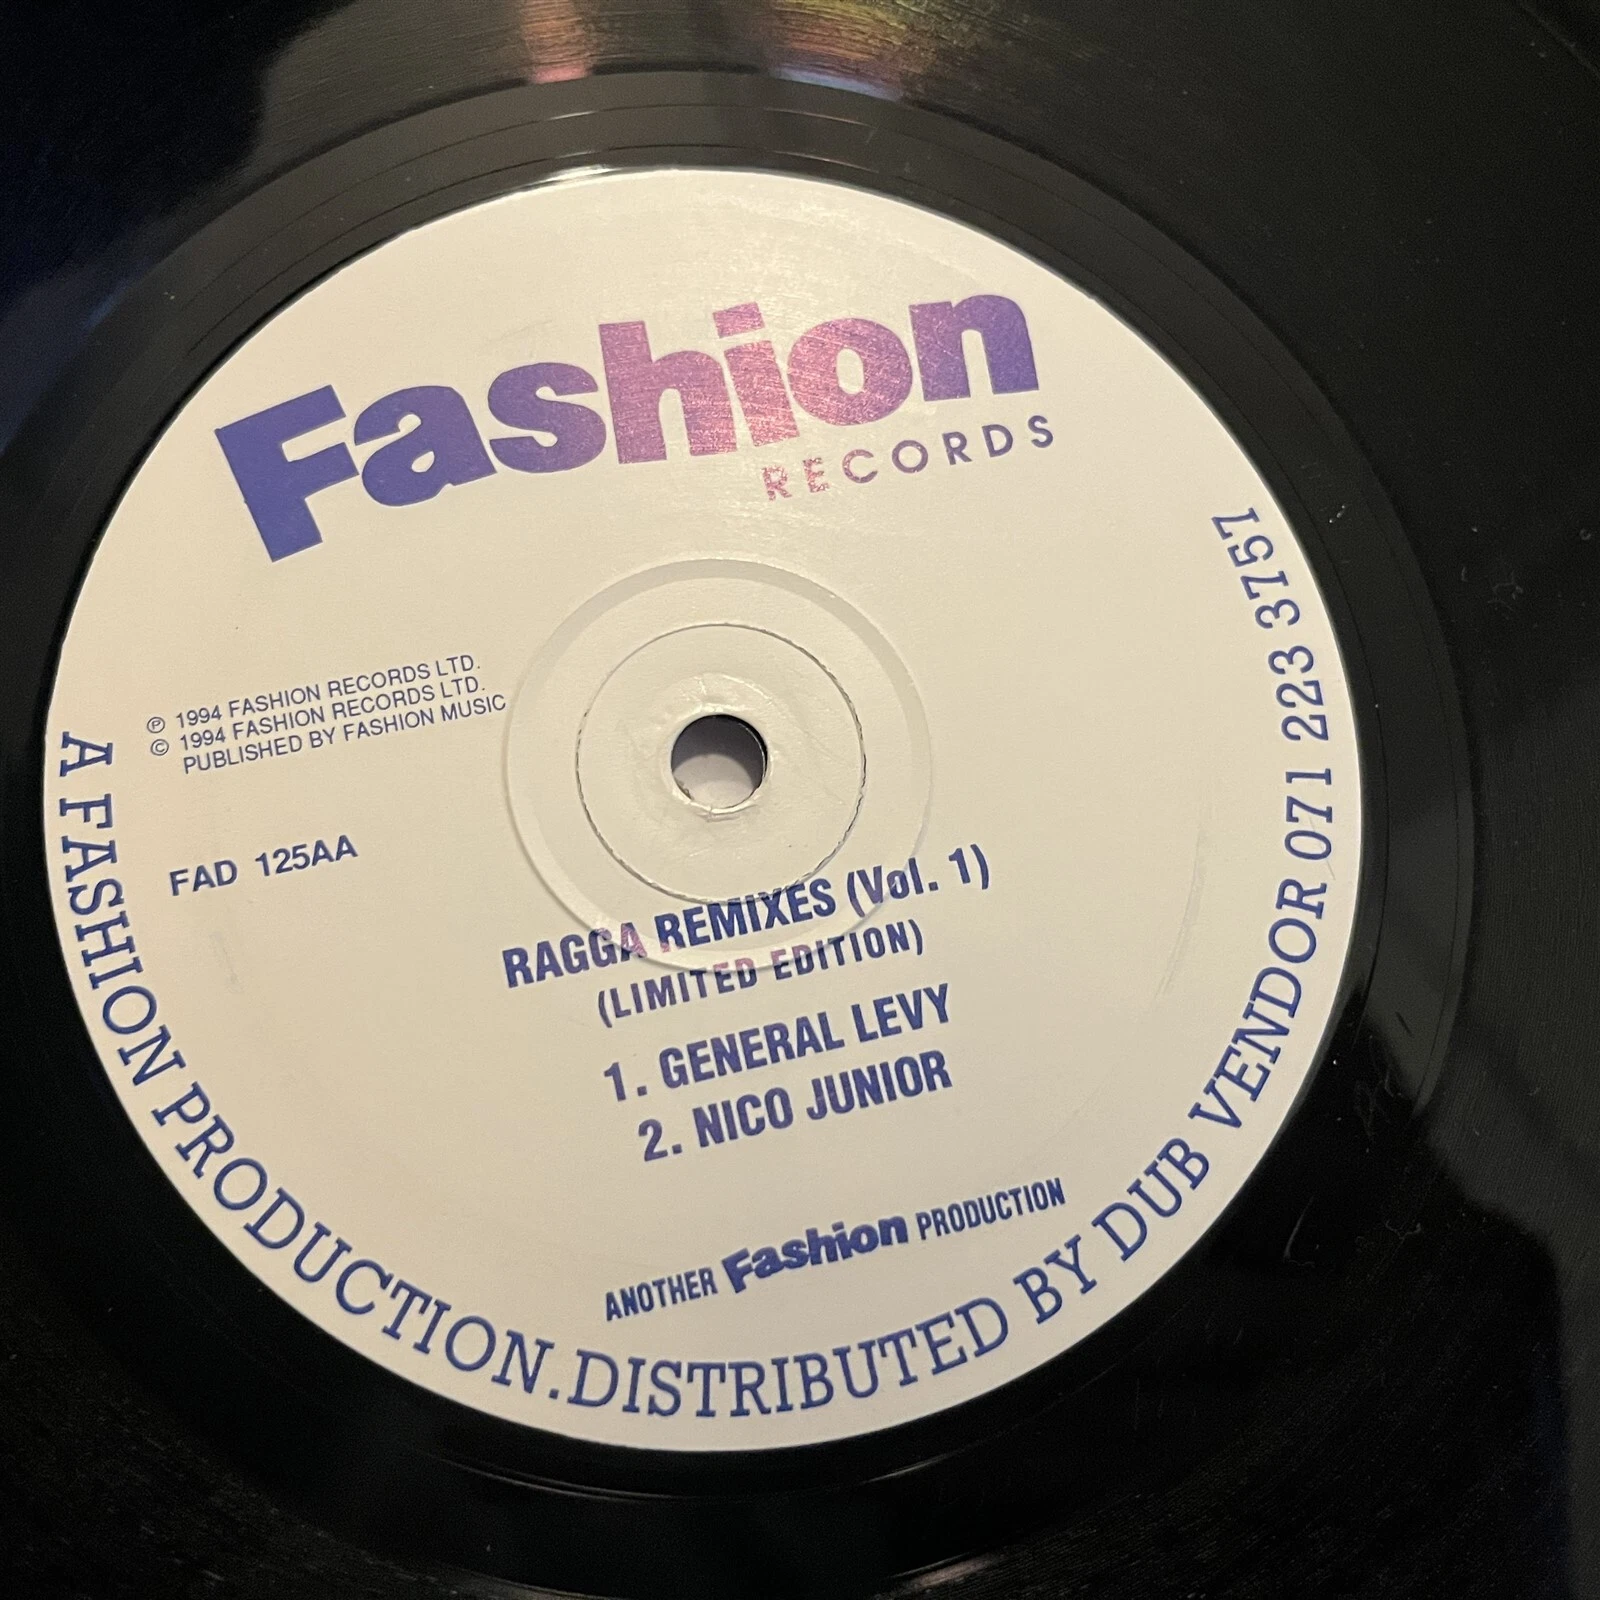 Fashion
RECORDS
℗ 1994 FASHION RECORDS LTD.
© 1994 FASHION RECORDS LTD.
PUBLISHED BY FASHION MUSIC
FAD 125AA
RAGGA REMIXES (Vol. 1)
(LIMITED EDITION)
1. GENERAL LEVY
2. NICO JUNIOR
ANOTHER Fashion PRODUCTION
A FASHION PRODUCTION.DISTRIBUTED BY DUB VENDOR 071 223 3757